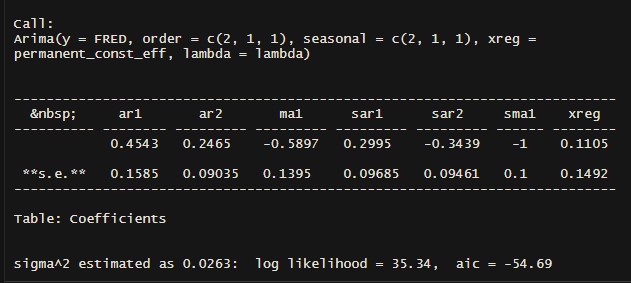 Call:
Arima(y = FRED, order = c(2, 1, 1), seasonal = c(2, 1, 1), xreg =
permanent_const_eff, lambda = lambda)
&nbsp; ar1 ar2 ma1 sar1 sar2 sma1 xreg
0.4543 0.2465 -0.5897 0.2995 -0.3439 -1 0.1105
**s.e.** 0.1585 0.09035 0.1395 0.09685 0.09461 0.1 0.1492
Table: Coefficients
sigma^2 estimated as 0.0263: log likelihood = 35.34, aic = -54.69